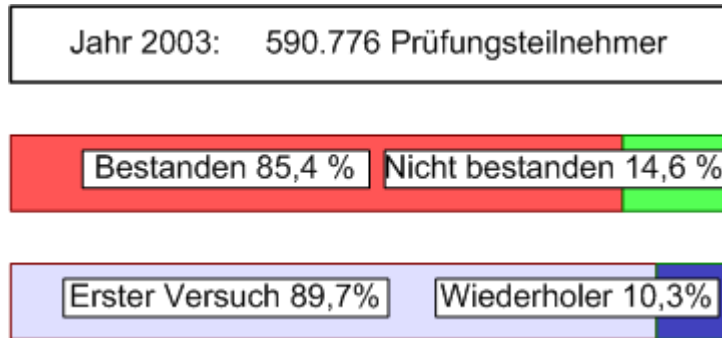 Jahr 2003: 590.776 Prüfungsteilnehmer
Bestanden 85,4 % Nicht bestanden 14,6 %
Erster Versuch 89,7% Wiederholer 10,3%